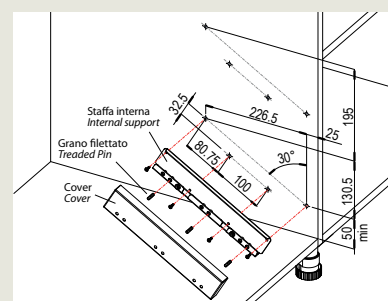 Staffa interna
Internal support
Grano filettato
Treaded Pin
Cover
Cover
32.5
226.5
195
25
80.75
30°
100
130.5
50
min